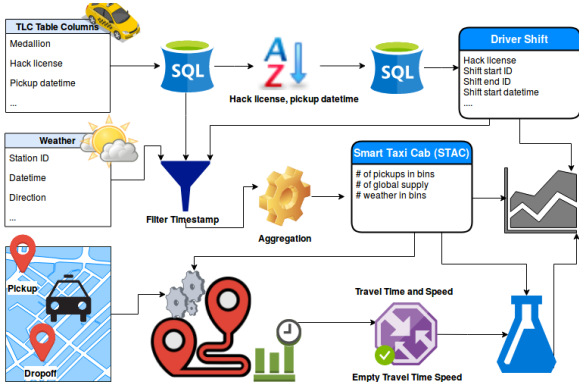 TLC Table Columns
Medallion
Hack license
Pickup datetime
...
SQL
Hack license, pickup datetime
SQL
Driver Shift
Hack license
Shift start ID
Shift end ID
Shift start datetime
....
Weather
Station ID
Datetime
Direction
...
Filter Timestamp
Aggregation
Smart Taxi Cab (STAC)
# of pickups in bins
# of global supply
# weather in bins
Pickup
Dropoff
Travel Time and Speed
Empty Travel Time Speed
A
Z